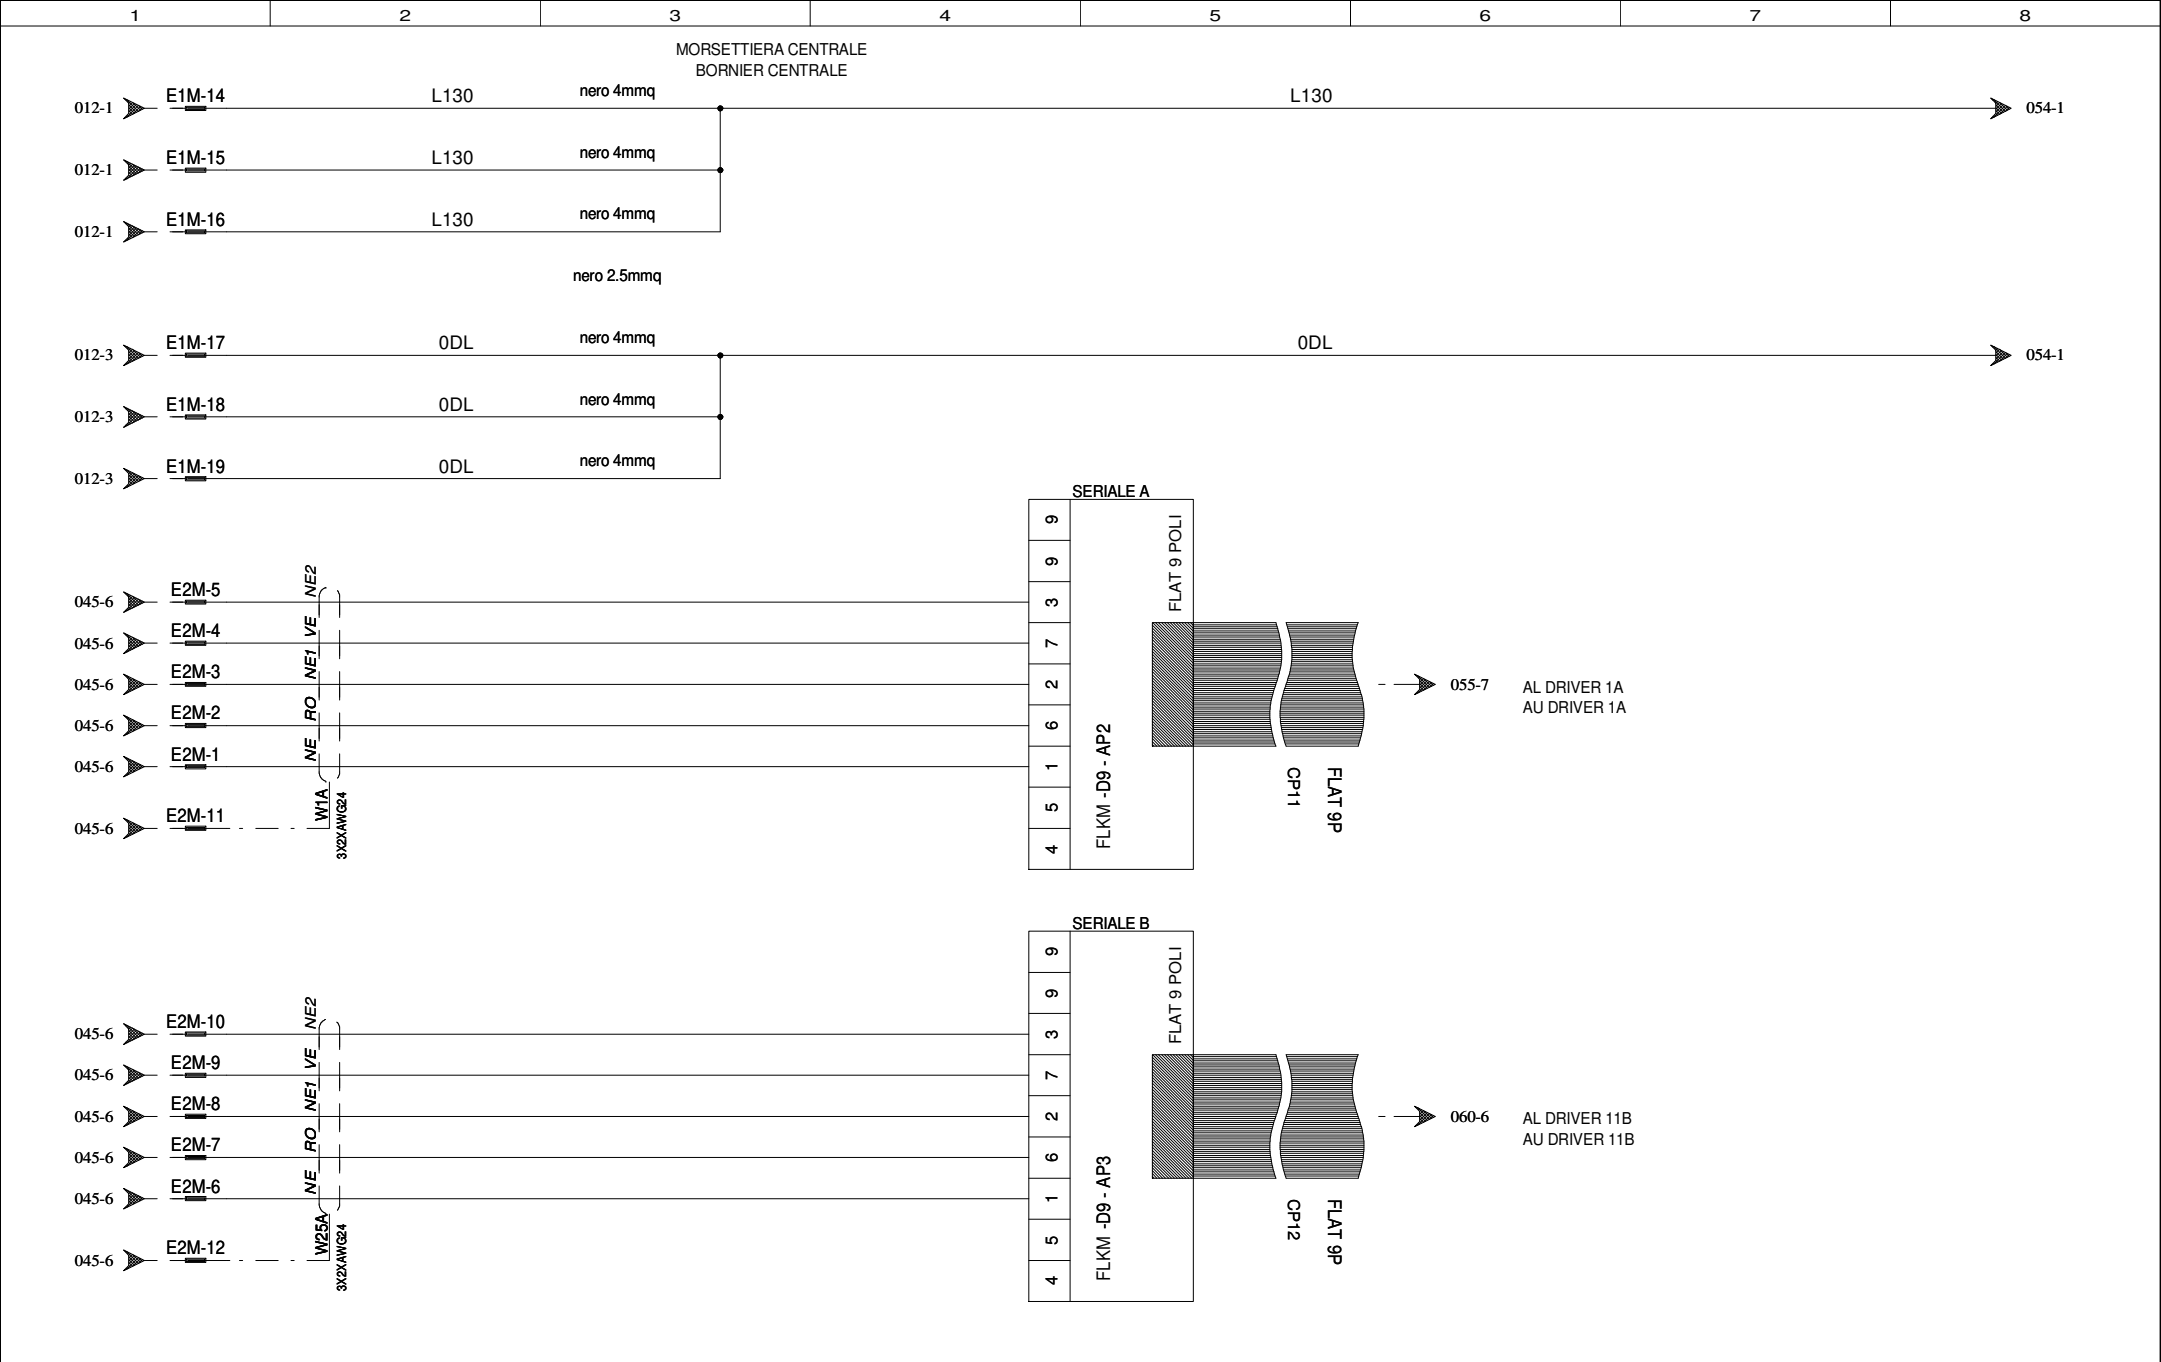 1 2 3 4 5 6 7 8
MORSETTIERA CENTRALE
BORNIER CENTRALE
012-1 E1M-14 L130 nero 4mmq L130 054-1
012-1 E1M-15 L130 nero 4mmq
012-1 E1M-16 L130 nero 4mmq
nero 2.5mmq
012-3 E1M-17 0DL nero 4mmq 0DL 054-1
012-3 E1M-18 0DL nero 4mmq
012-3 E1M-19 0DL nero 4mmq
SERIALE A
9
9
045-6 E2M-5 NE2 3
045-6 E2M-4 VE 7
045-6 E2M-3 NE1 2
045-6 E2M-2 RO 6
045-6 E2M-1 NE 1
5
4
045-6 E2M-11
W1A
3X2XAWG24
FLKM -D9 - AP2
FLAT 9 POLI
CP11
FLAT 9P
055-7
AL DRIVER 1A
AU DRIVER 1A
SERIALE B
9
9
045-6 E2M-10 NE2 3
045-6 E2M-9 VE 7
045-6 E2M-8 NE1 2
045-6 E2M-7 RO 6
045-6 E2M-6 NE 1
5
4
045-6 E2M-12
W25A
3X2XAWG24
FLKM -D9 - AP3
FLAT 9 POLI
CP12
FLAT 9P
060-6
AL DRIVER 11B
AU DRIVER 11B